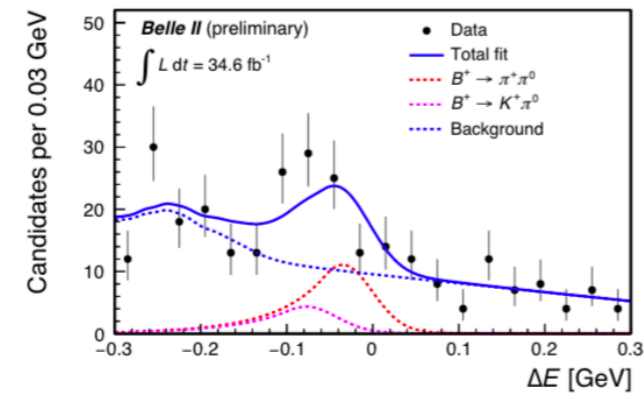 Belle II (preliminary)
∫ L dt = 34.6 fb⁻¹
Data
Total fit
B⁺ → π⁺π⁰
B⁺ → K⁺π⁰
Background
Candidates per 0.03 GeV
50
40
30
20
10
0
−0.3 −0.2 −0.1 0 0.1 0.2 0.3
ΔE [GeV]